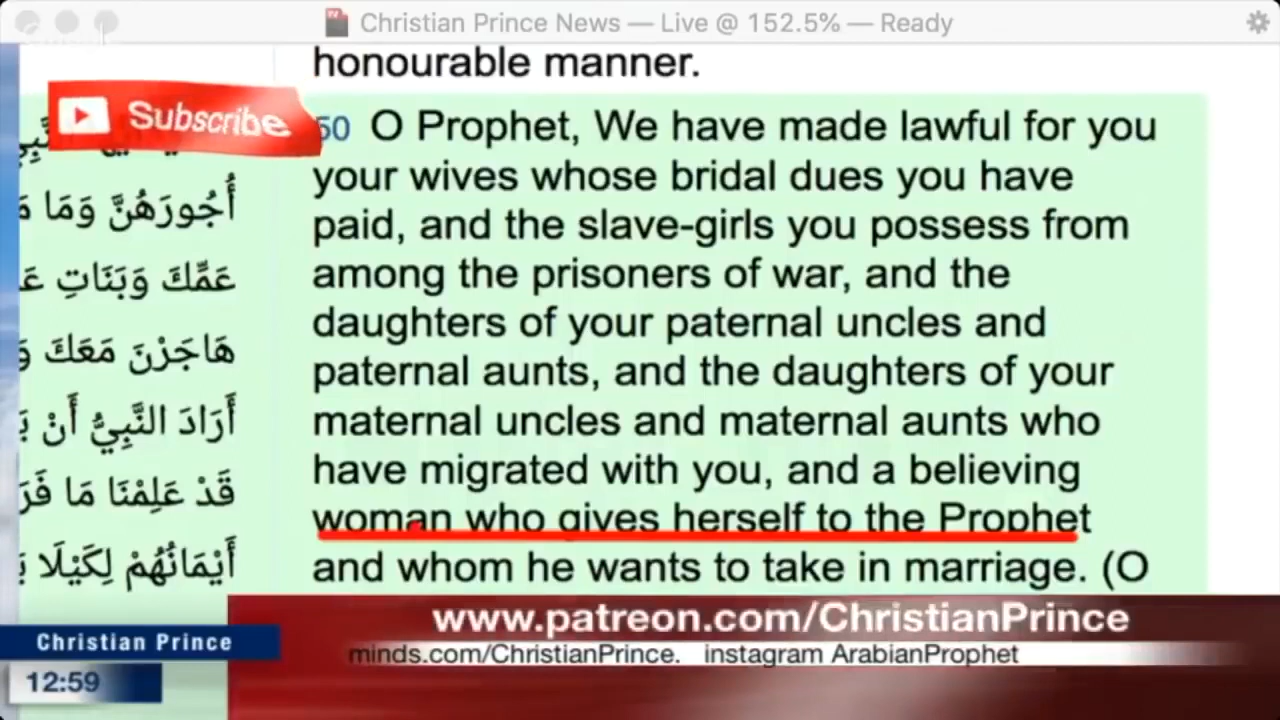 Christian Prince News — Live @ 152.5% — Ready
honourable manner.
Subscribe
50 O Prophet, We have made lawful for you
your wives whose bridal dues you have
paid, and the slave-girls you possess from
among the prisoners of war, and the
daughters of your paternal uncles and
paternal aunts, and the daughters of your
maternal uncles and maternal aunts who
have migrated with you, and a believing
woman who gives herself to the Prophet
and whom he wants to take in marriage. (O
أُجُورَهُنَّ وَمَا
عَمِّكَ وَبَنَاتِ
هَاجَرْنَ مَعَكَ
أَرَادَ النَّبِيُّ أَنْ
قَدْ عَلِمْنَا مَا
أَيْمَانُهُمْ لِكَيْلَا
www.patreon.com/ChristianPrince
Christian Prince
minds.com/ChristianPrince. instagram ArabianProphet
12:59